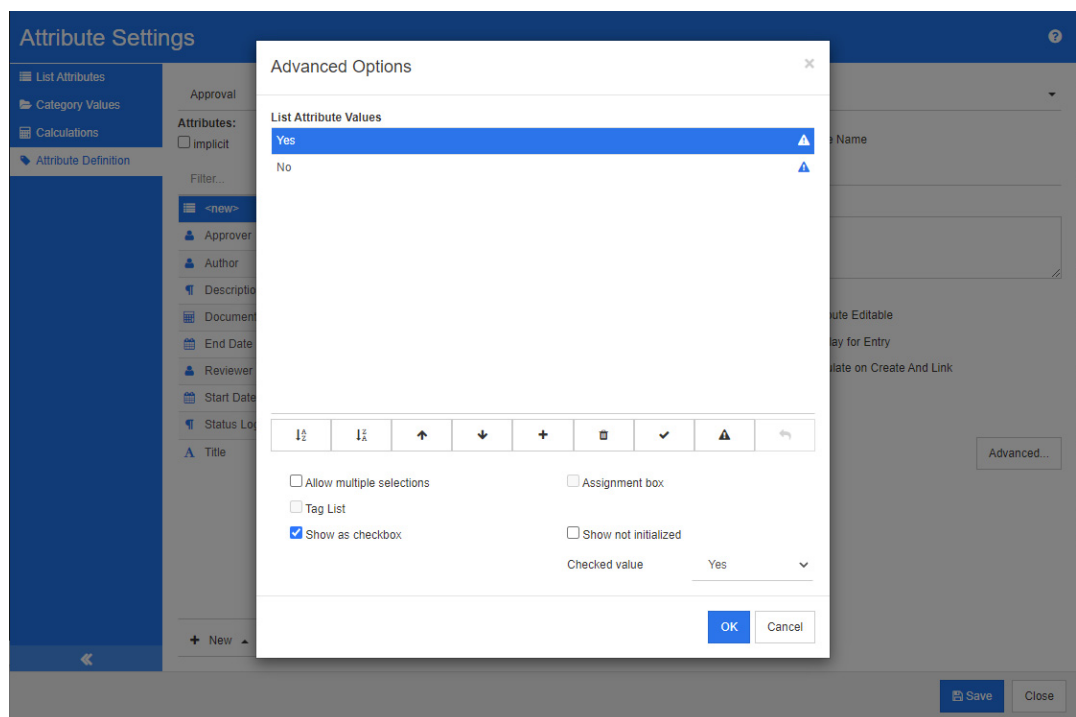 Attribute Settings
List Attributes
Category Values
Calculations
Attribute Definition
Approval
Attributes:
implicit
Filter...
<new>
Approver
Author
Descriptio
Document
End Date
Reviewer
Start Date
Status Log
A Title
+ New
Advanced Options
×
List Attribute Values
Yes
No
Allow multiple selections
Assignment box
Tag List
Show as checkbox
Show not initialized
Checked value
Yes
OK
Cancel
e Name
ute Editable
lay for Entry
ulate on Create And Link
Advanced...
Save
Close